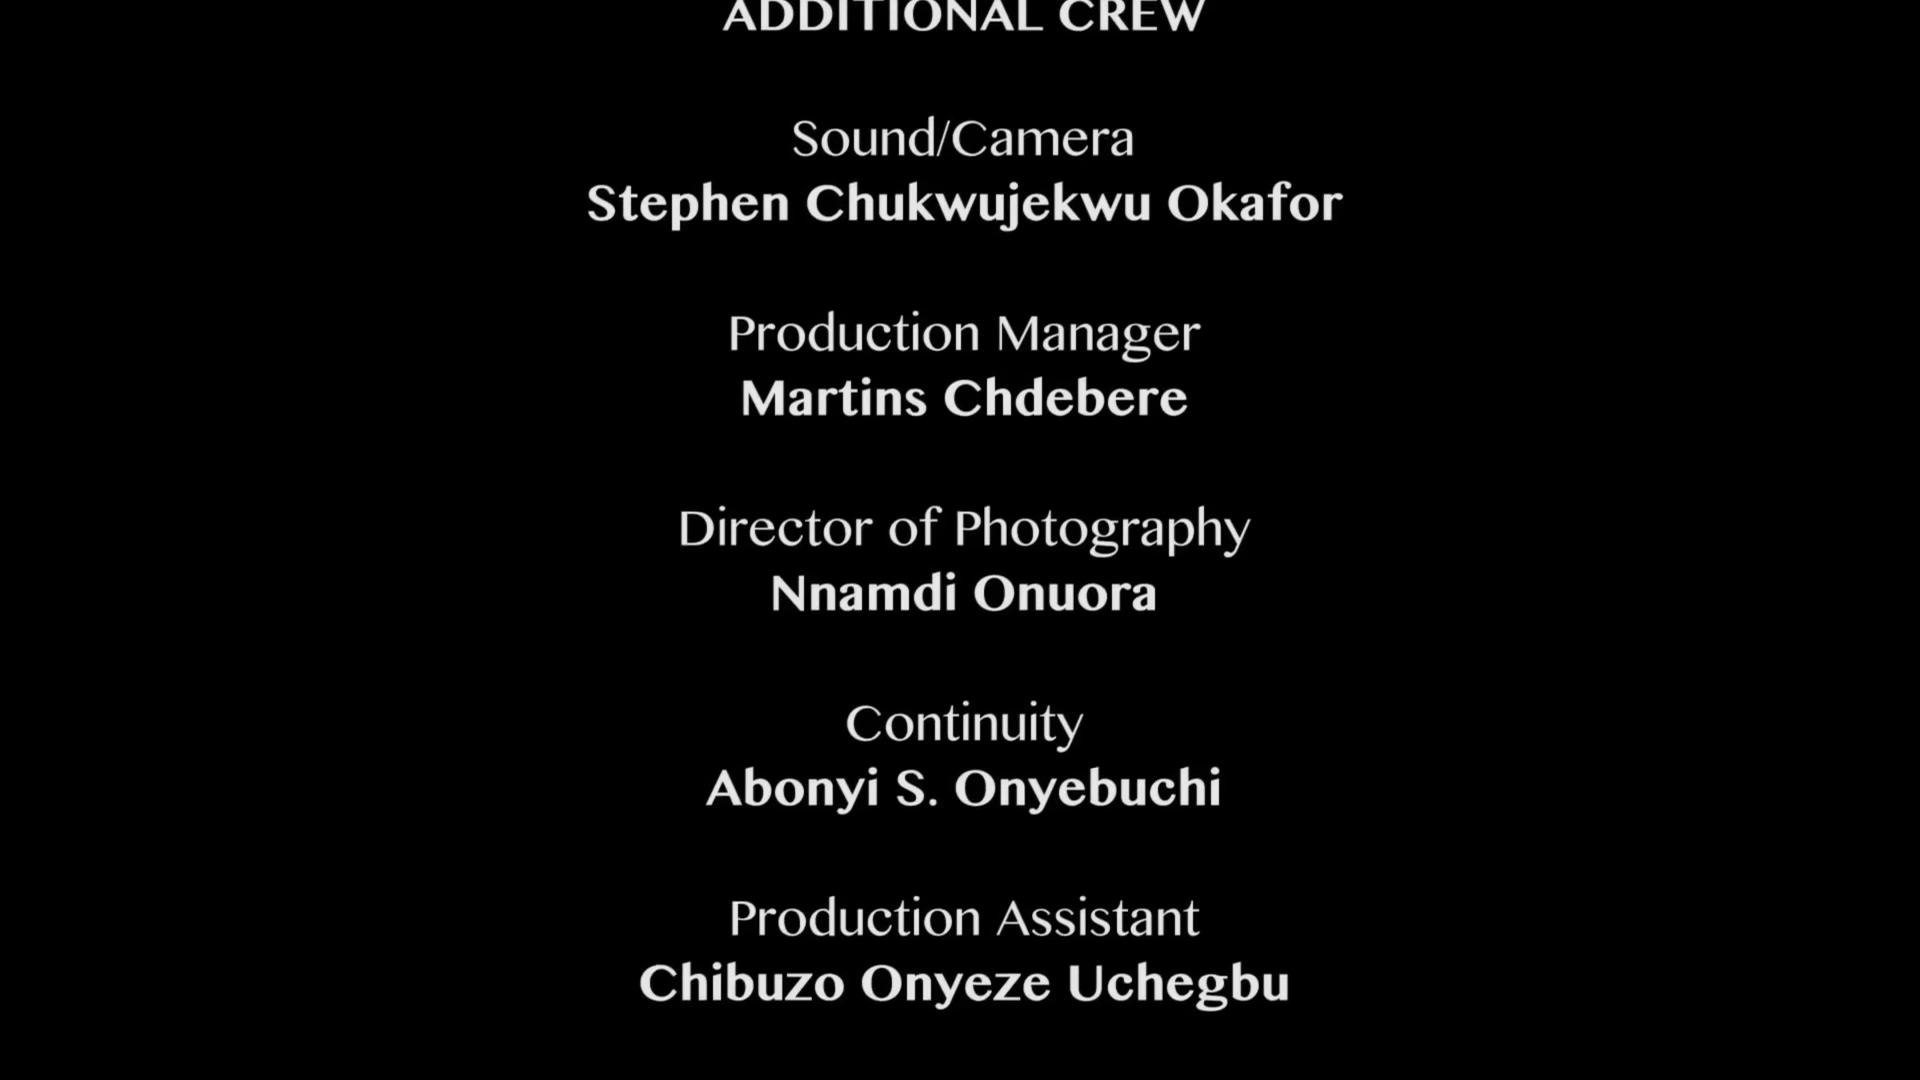 ADDITIONAL CREW
Sound/Camera
Stephen Chukwujekwu Okafor
Production Manager
Martins Chdebere
Director of Photography
Nnamdi Onuora
Continuity
Abonyi S. Onyebuchi
Production Assistant
Chibuzo Onyeze Uchegbu